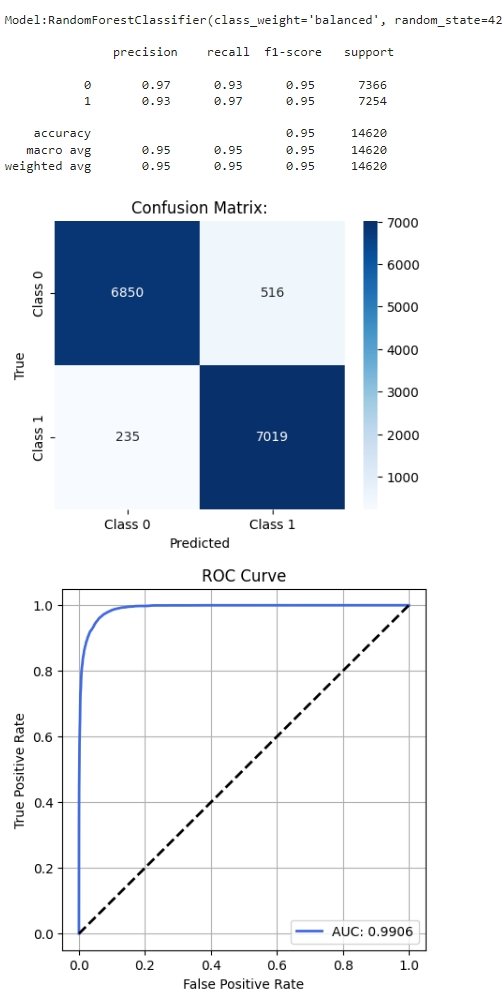 Model:RandomForestClassifier(class_weight='balanced', random_state=42
precision recall f1-score support
0 0.97 0.93 0.95 7366
1 0.93 0.97 0.95 7254
accuracy 0.95 14620
macro avg 0.95 0.95 0.95 14620
weighted avg 0.95 0.95 0.95 14620
Confusion Matrix:
7000
6000
5000
4000
3000
2000
1000
Class 0
6850 516
True
Class 1
235 7019
Class 0 Class 1
Predicted
ROC Curve
1.0
0.8
0.6
0.4
0.2
0.0
True Positive Rate
AUC: 0.9906
0.0 0.2 0.4 0.6 0.8 1.0
False Positive Rate